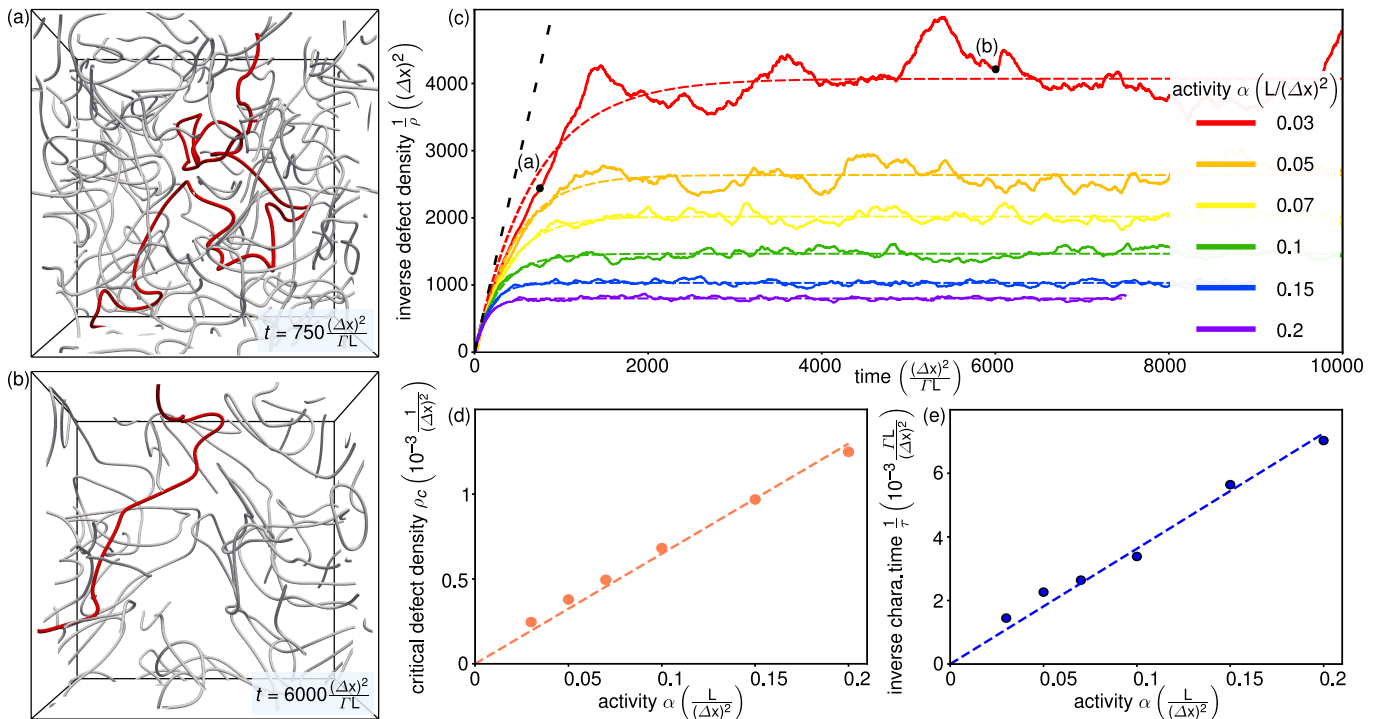 (a)
t = 750 (Δx)²/ΓL
(b)
t = 6000 (Δx)²/ΓL
(c)
inverse defect density 1/ρ ((Δx)²)
4000
3000
2000
1000
0
(a)
(b)
0
2000
4000
6000
8000
10000
time ((Δx)²/ΓL)
activity α (L/(Δx)²)
0.03
0.05
0.07
0.1
0.15
0.2
(d)
critical defect density ρc (10⁻³ 1/(Δx)²)
1
0.5
0
0.05
0.1
0.15
0.2
activity α (L/(Δx)²)
(e)
inverse chara.time 1/τ (10⁻³ ΓL/(Δx)²)
6
4
2
0
0
0.05
0.1
0.15
0.2
activity α (L/(Δx)²)